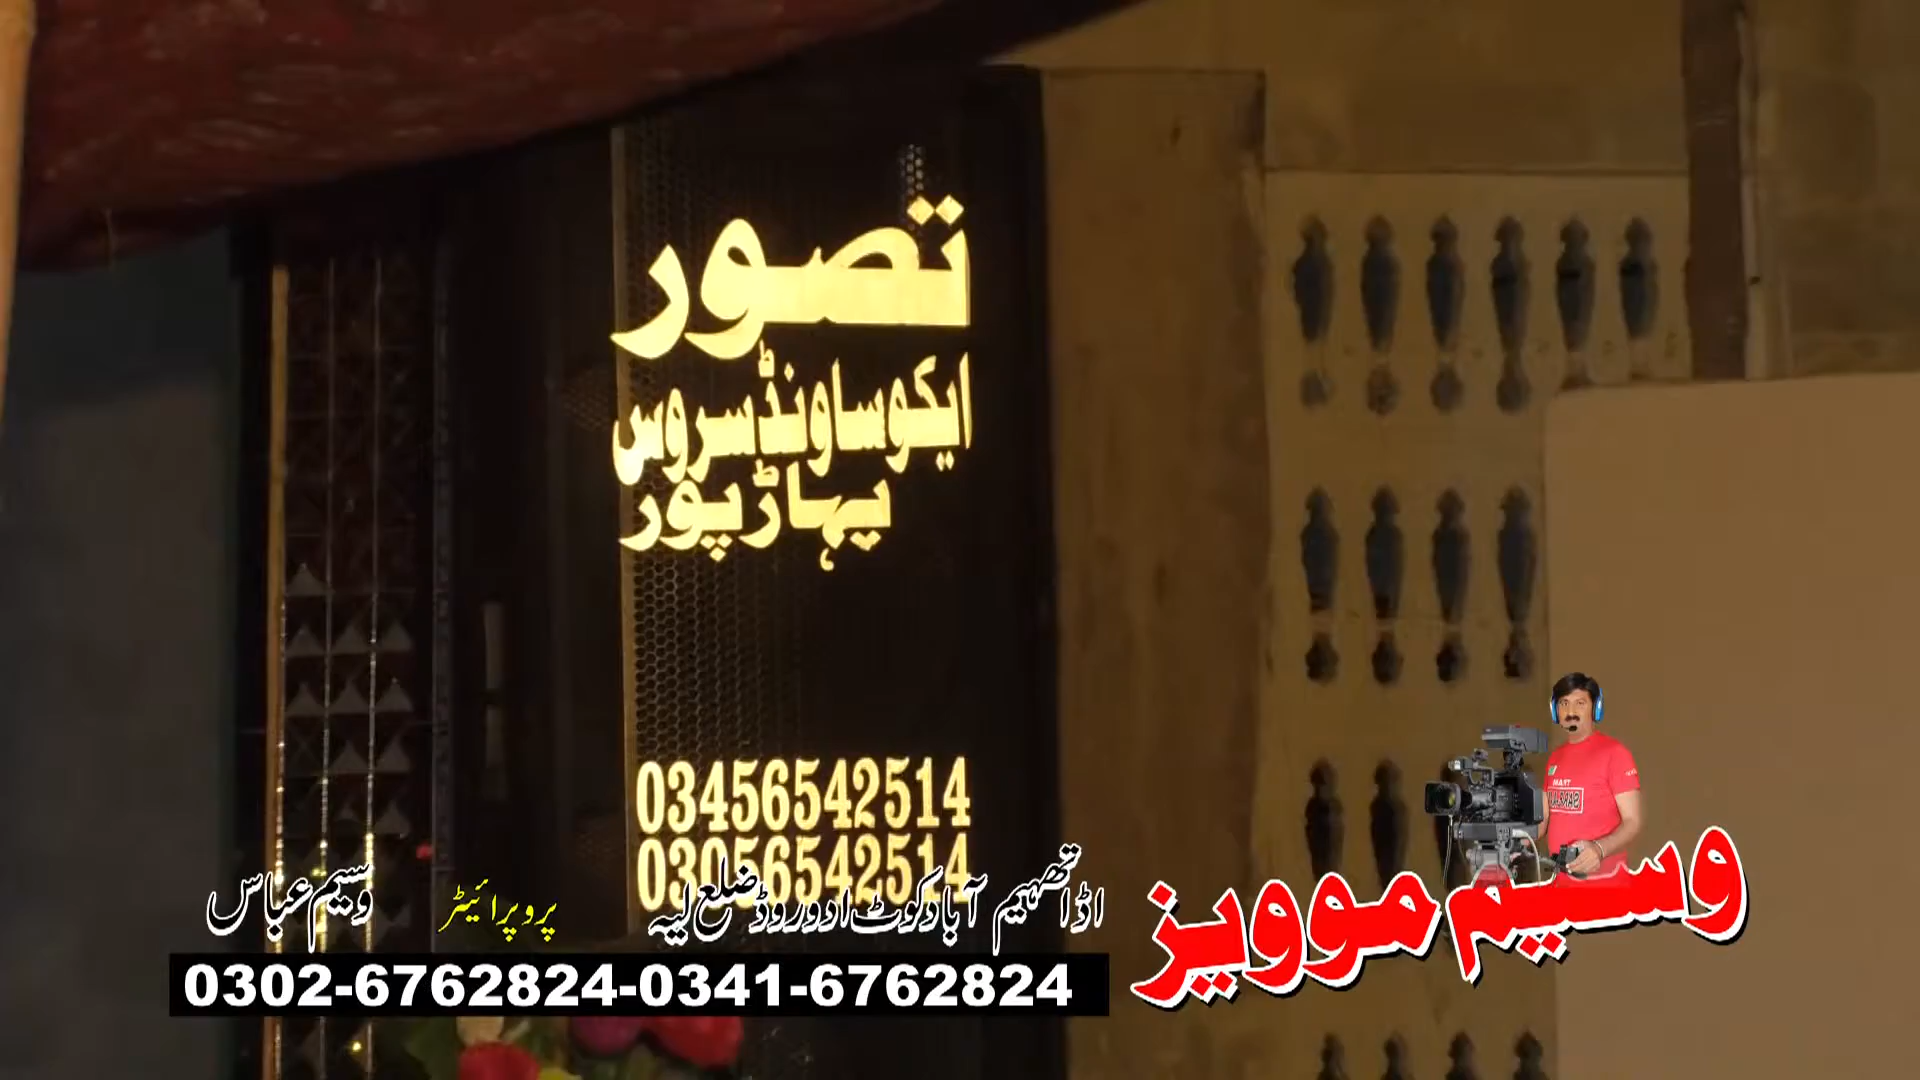 تصور
ایکو ساونڈ سروس
پہاڑپور
03456542514
03056542514
اڈا تھہیم آباد کوٹ ادو روڈ ضلع لیہ
پروپرائیٹر
وسیم عباس
0302-6762824-0341-6762824
وسیم موویز